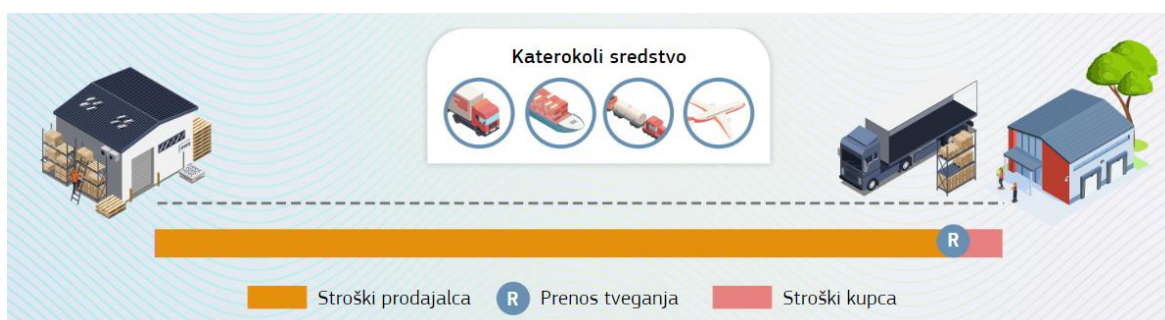 Katerokoli sredstvo
R
Stroški prodajalca
R
Prenos tveganja
Stroški kupca